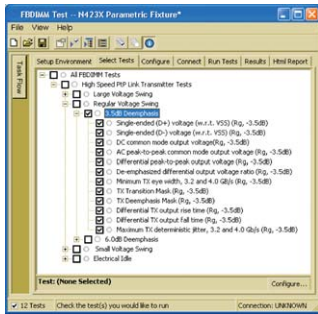 FBDIMM Test -- N423X Parametric Fixture*
File View Help
Task Flow
Setup Environment Select Tests Configure Connect Run Tests Results Html Report
All FBDIMM Tests
High Speed PtP Link Transmitter Tests
Large Voltage Swing
Regular Voltage Swing
3.5dB Deemphasis
Single-ended (D+) voltage (w.r.t. VSS) (Rg, -3.5dB)
Single-ended (D-) voltage (w.r.t. VSS) (Rg, -3.5dB)
DC common mode output voltage(Rg, -3.5dB)
AC peak-to-peak common mode output voltage (Rg, -3.5dB)
Differential peak-to-peak output voltage (Rg, -3.5dB)
De-emphasized differential output voltage ratio (Rg, -3.5dB)
Minimum TX eye width, 3.2 and 4.0 Gb/s (Rg, -3.5dB)
TX Transition Mask (Rg, -3.5dB)
TX Deemphasis Mask (Rg, -3.5dB)
Differential TX output rise time (Rg, -3.5dB)
Differential TX output fall time (Rg, -3.5dB)
Maximum TX deterministic jitter, 3.2 and 4.0 Gb/s (Rg, -3.5dB)
6.0dB Deemphasis
Small Voltage Swing
Electrical Idle
Test: (None Selected)
Configure...
12 Tests Check the test(s) you would like to run Connection: UNKNOWN